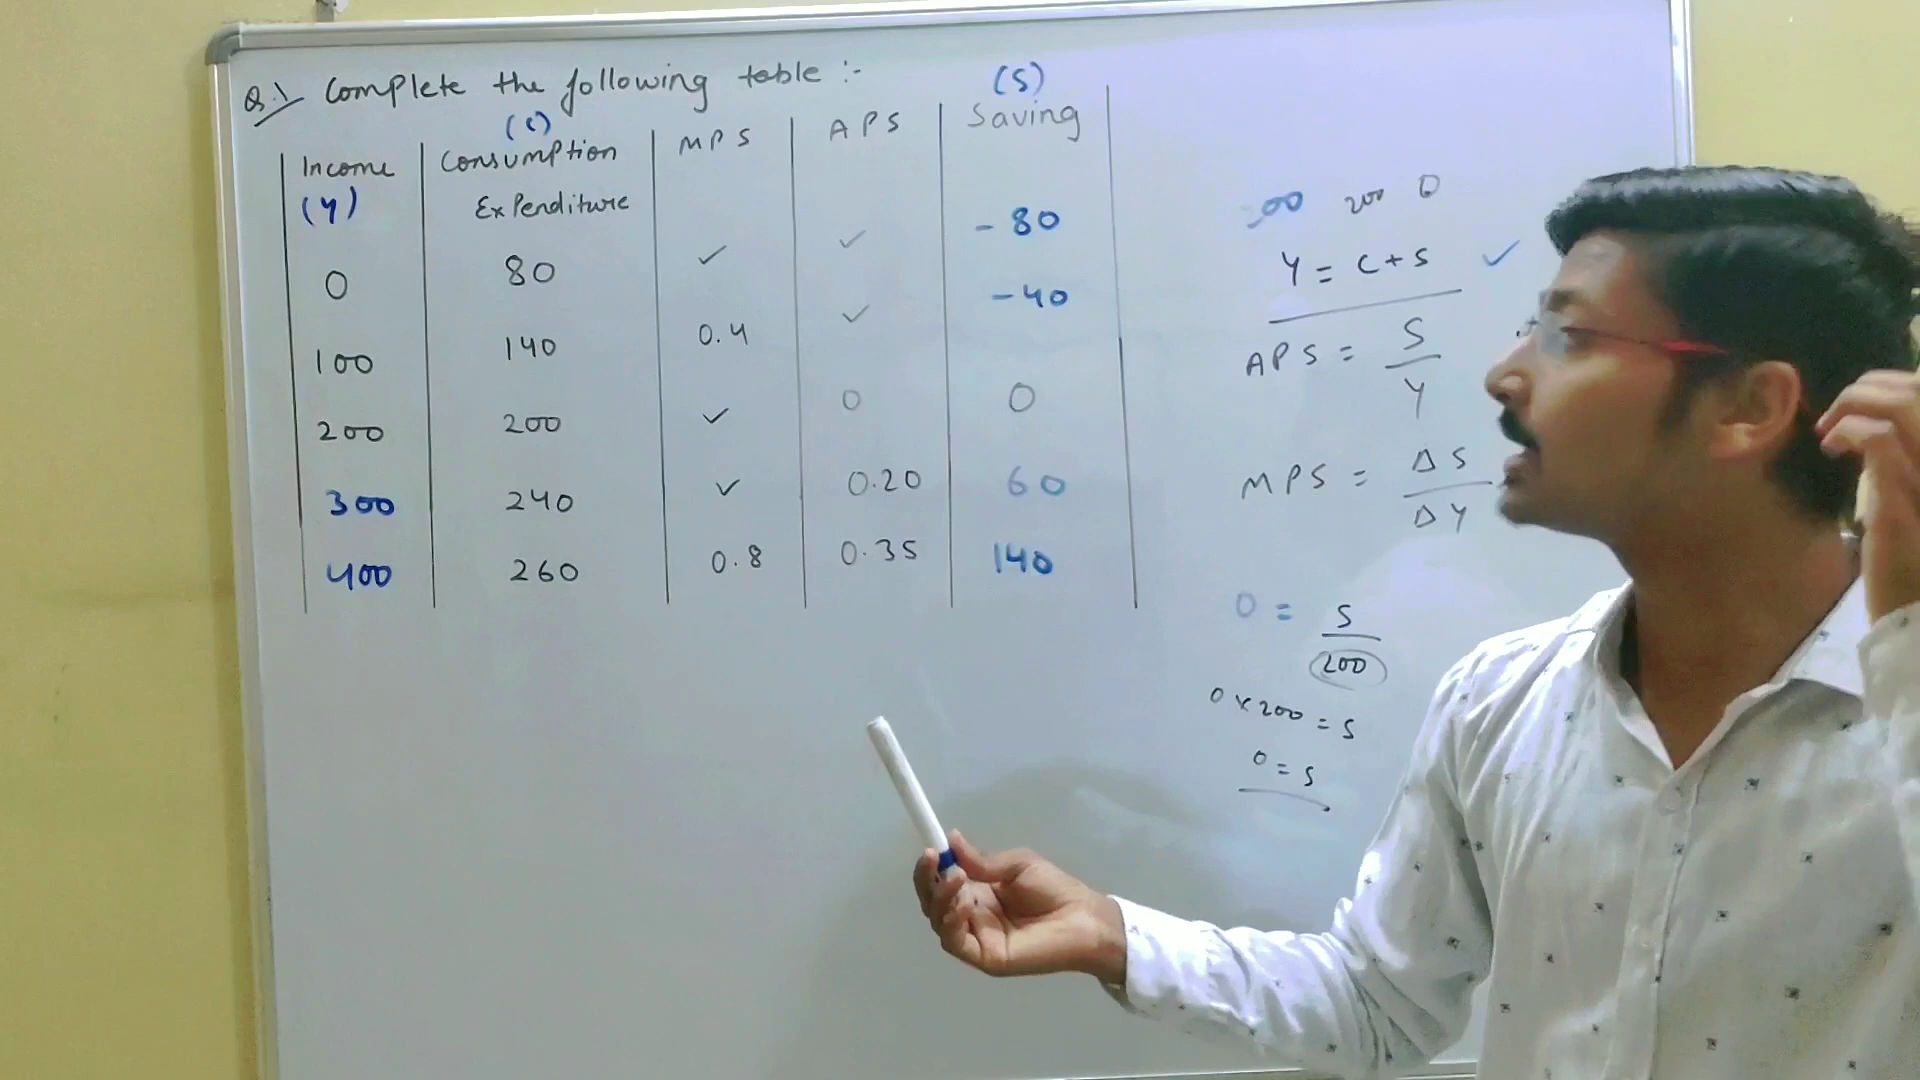 Q.1 Complete the following table :-
Income (Y) | (C) Consumption Expenditure | MPS | APS | (S) Saving
0 | 80 | ✓ | ✓ | -80
100 | 140 | 0.4 | ✓ | -40
200 | 200 | ✓ | 0 | 0
300 | 240 | ✓ | 0.20 | 60
400 | 260 | 0.8 | 0.35 | 140
200 0
Y = C + S ✓
APS = S / Y
MPS = Δ S / Δ Y
0 = S / 200
0 x 200 = S
0 = S